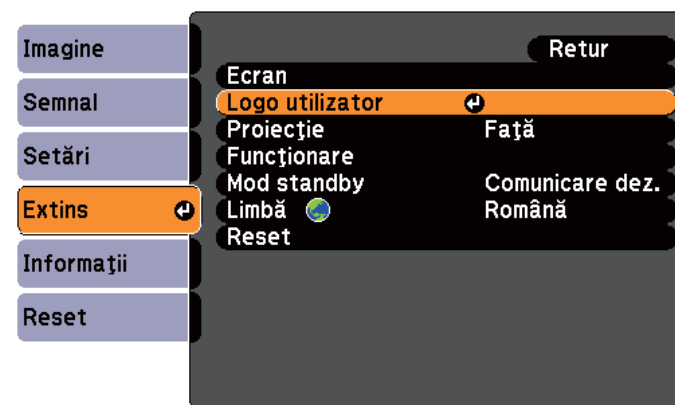 Imagine
Semnal
Setări
Extins
Informaţii
Reset
Retur
Ecran
Logo utilizator
Proiecţie Faţă
Funcţionare
Mod standby Comunicare dez.
Limbă Română
Reset